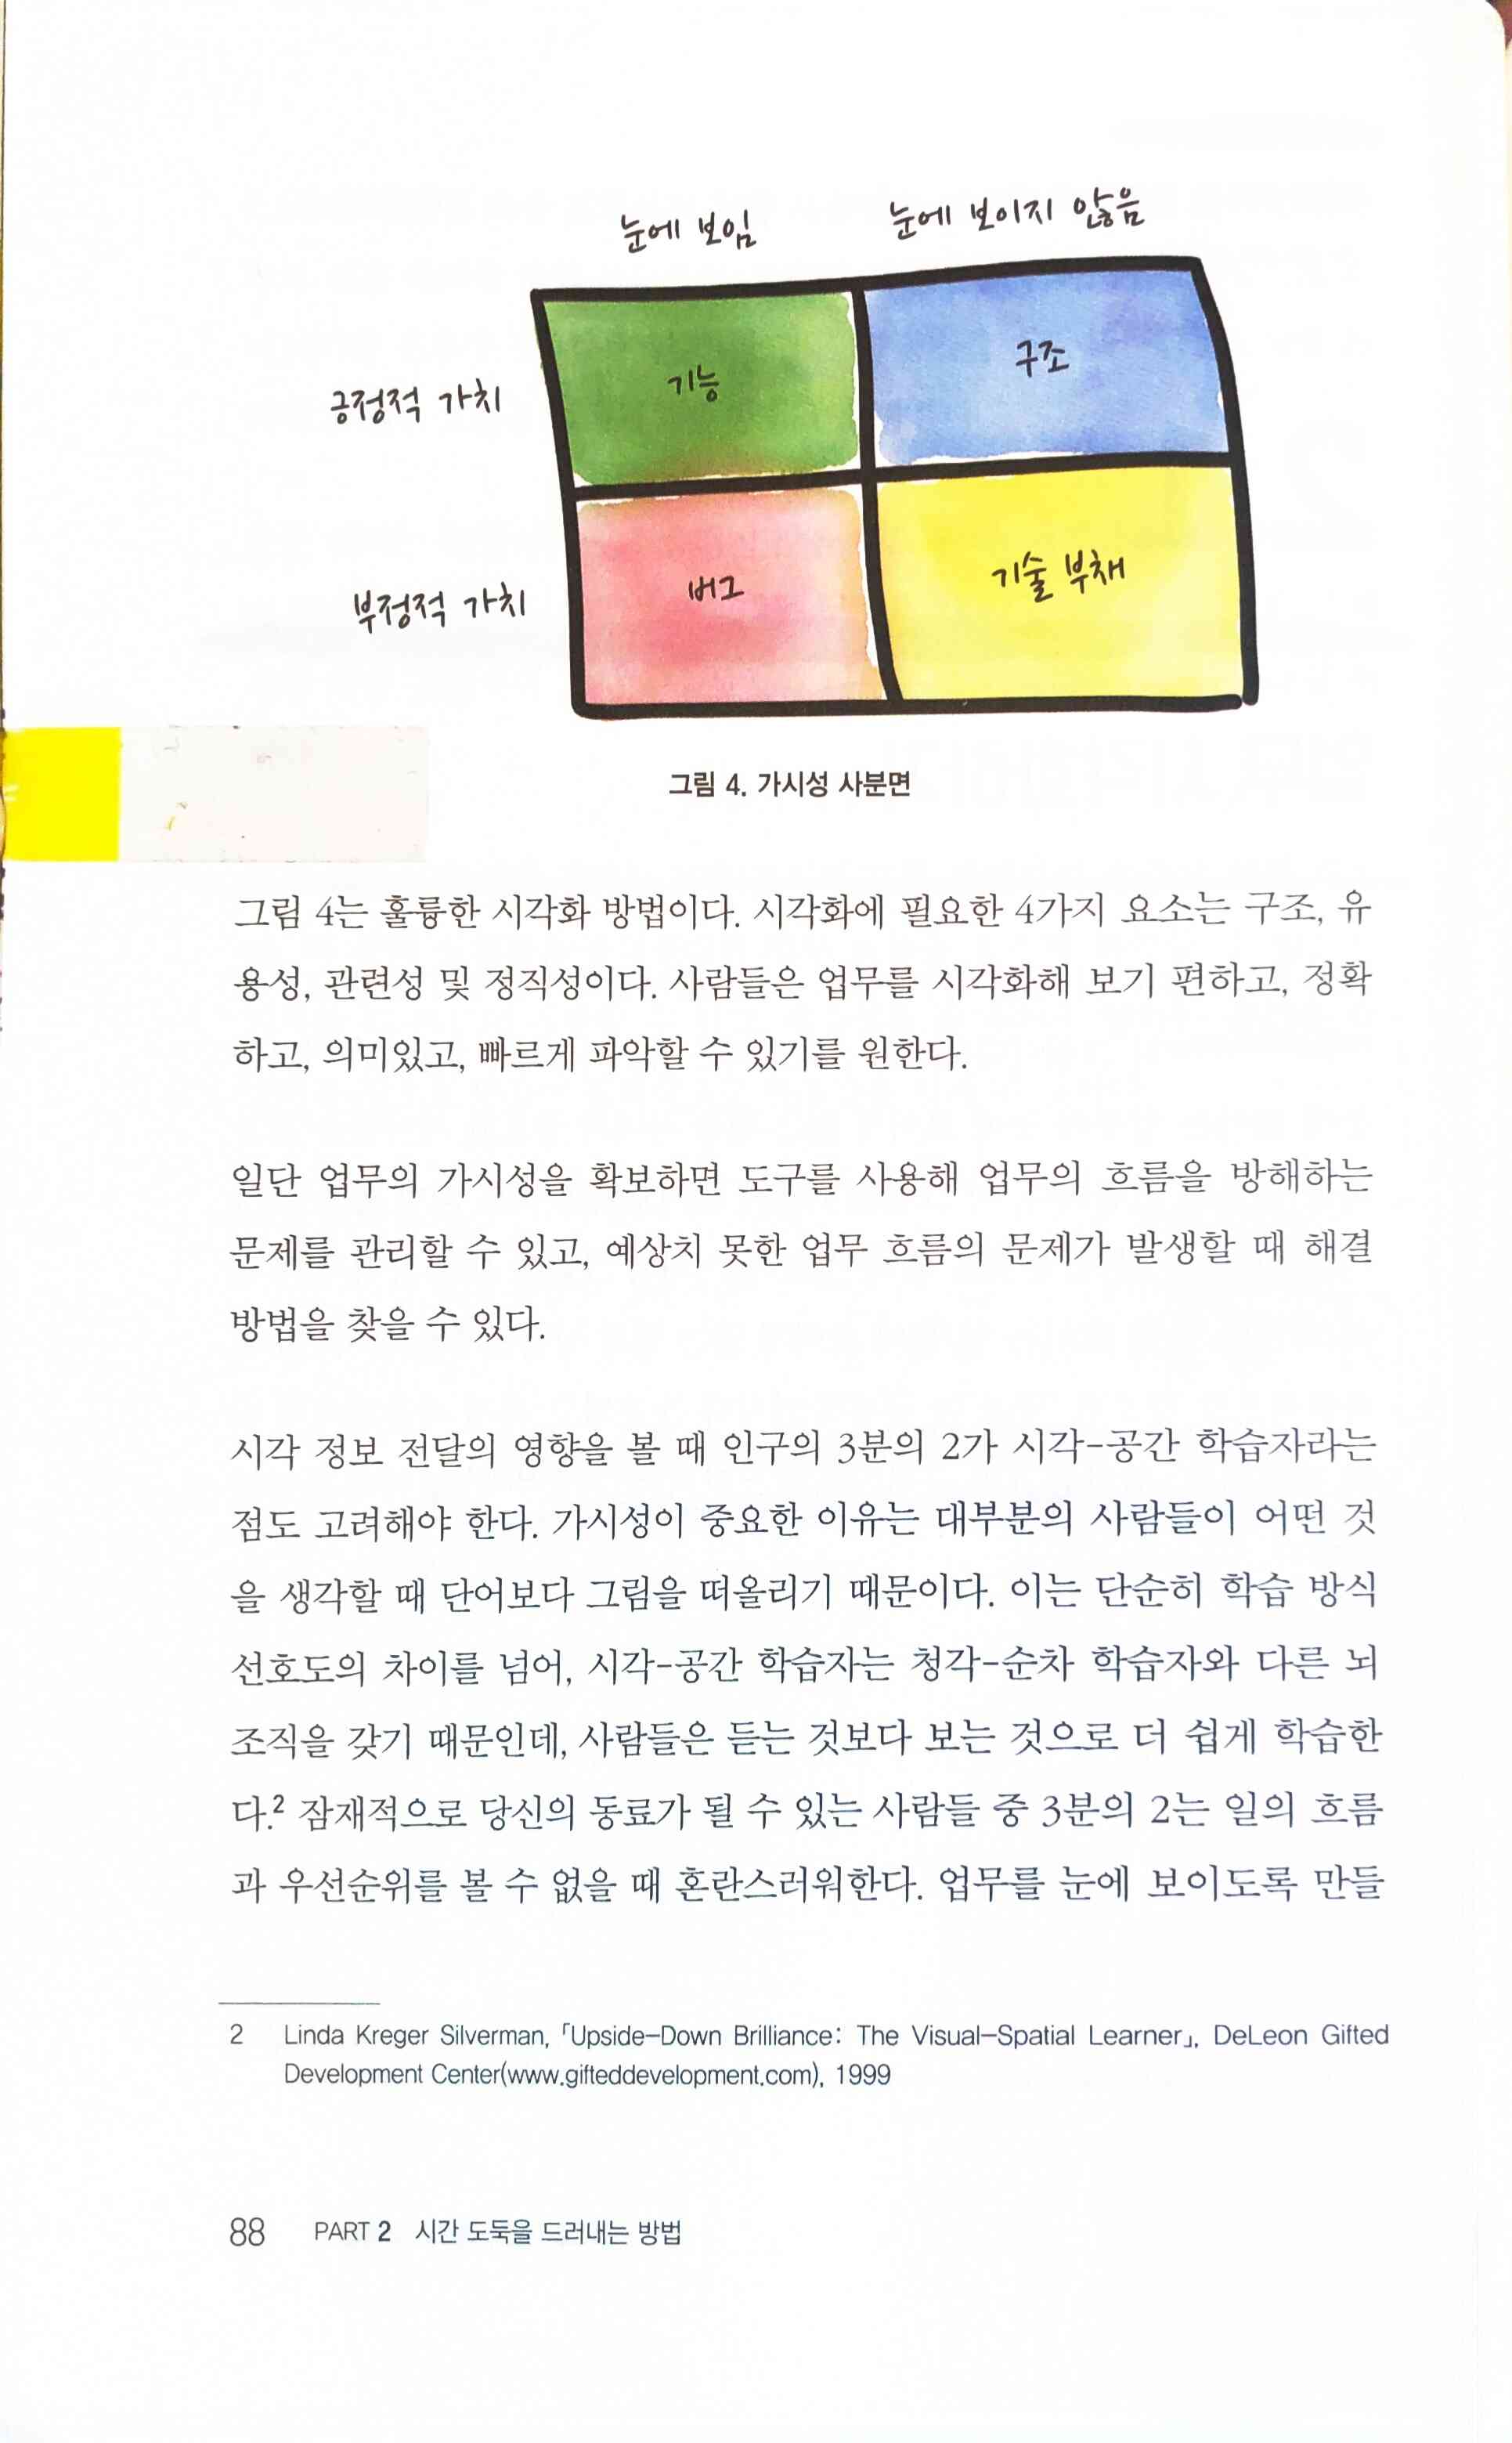 눈에 보임 눈에 보이지 않음
긍정적 가치 기능 구조
부정적 가치 버그 기술 부채
그림 4. 가시성 사분면
그림 4는 훌륭한 시각화 방법이다. 시각화에 필요한 4가지 요소는 구조, 유
용성, 관련성 및 정직성이다. 사람들은 업무를 시각화해 보기 편하고, 정확
하고, 의미있고, 빠르게 파악할 수 있기를 원한다.
일단 업무의 가시성을 확보하면 도구를 사용해 업무의 흐름을 방해하는
문제를 관리할 수 있고, 예상치 못한 업무 흐름의 문제가 발생할 때 해결
방법을 찾을 수 있다.
시각 정보 전달의 영향을 볼 때 인구의 3분의 2가 시각-공간 학습자라는
점도 고려해야 한다. 가시성이 중요한 이유는 대부분의 사람들이 어떤 것
을 생각할 때 단어보다 그림을 떠올리기 때문이다. 이는 단순히 학습 방식
선호도의 차이를 넘어, 시각-공간 학습자는 청각-순차 학습자와 다른 뇌
조직을 갖기 때문인데, 사람들은 듣는 것보다 보는 것으로 더 쉽게 학습한
다.² 잠재적으로 당신의 동료가 될 수 있는 사람들 중 3분의 2는 일의 흐름
과 우선순위를 볼 수 없을 때 혼란스러워한다. 업무를 눈에 보이도록 만들
2 Linda Kreger Silverman, 「Upside-Down Brilliance: The Visual-Spatial Learner」, DeLeon Gifted
Development Center(www.gifteddevelopment.com), 1999
88 PART 2 시간 도둑을 드러내는 방법